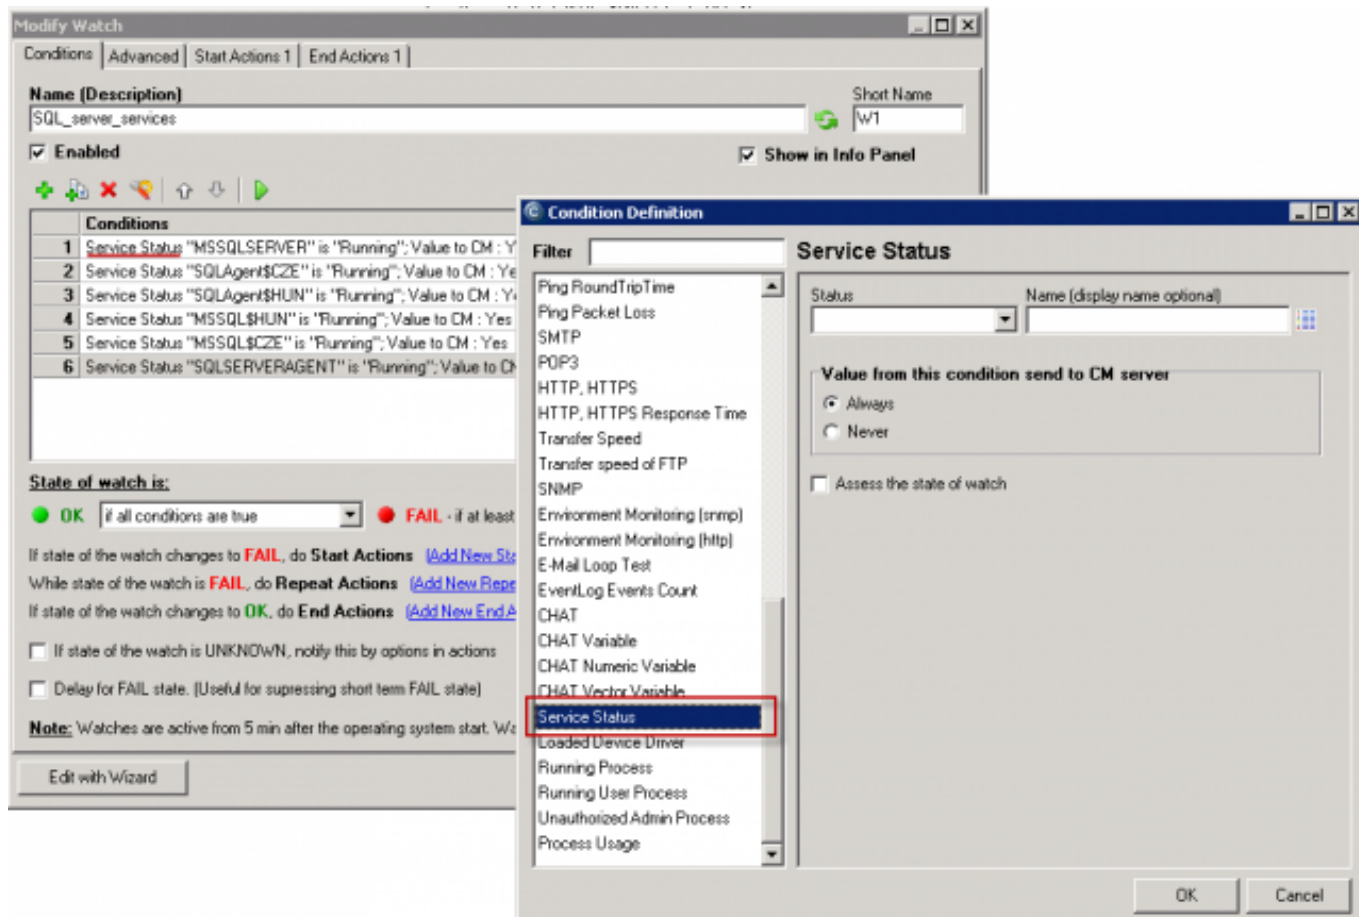 Modify Watch
Conditions Advanced Start Actions 1 End Actions 1
Name (Description) Short Name
SQL_server_services W1
Enabled Show in Info Panel
Conditions
1 Service Status "MSSQLSERVER" is "Running"; Value to CM : Y
2 Service Status "SQLAgent$CZE" is "Running"; Value to CM : Ye
3 Service Status "SQLAgent$HUN" is "Running"; Value to CM : Y
4 Service Status "MSSQL$HUN" is "Running"; Value to CM : Yes
5 Service Status "MSSQL$CZE" is "Running"; Value to CM : Yes
6 Service Status "SQLSERVERAGENT" is "Running"; Value to CM
State of watch is:
OK if all conditions are true FAIL - if at least
If state of the watch changes to FAIL, do Start Actions (Add New Sta
While state of the watch is FAIL, do Repeat Actions (Add New Repe
If state of the watch changes to OK, do End Actions (Add New End A
If state of the watch is UNKNOWN, notify this by options in actions
Delay for FAIL state. (Useful for supressing short term FAIL state)
Note: Watches are active from 5 min after the operating system start. Wa
Edit with Wizard
Condition Definition
Filter
Ping RoundTripTime
Ping Packet Loss
SMTP
POP3
HTTP, HTTPS
HTTP, HTTPS Response Time
Transfer Speed
Transfer speed of FTP
SNMP
Environment Monitoring (snmp)
Environment Monitoring (http)
E-Mail Loop Test
EventLog Events Count
CHAT
CHAT Variable
CHAT Numeric Variable
CHAT Vector Variable
Service Status
Loaded Device Driver
Running Process
Running User Process
Unauthorized Admin Process
Process Usage
Service Status
Status Name (display name optional)
Value from this condition send to CM server
Always
Never
Assess the state of watch
OK Cancel